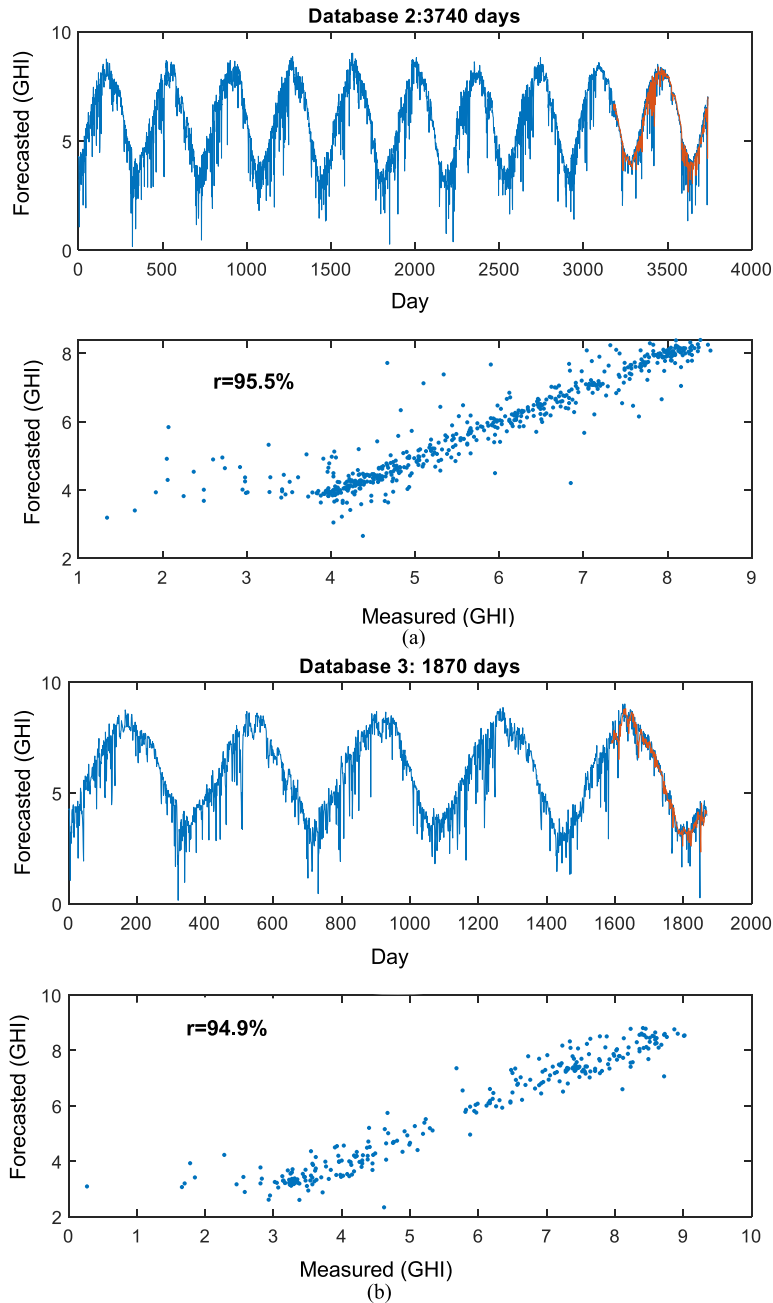 Database 2:3740 days
Forecasted (GHI)
10
5
0
0 500 1000 1500 2000 2500 3000 3500 4000
Day
Forecasted (GHI)
8
6
4
2
r=95.5%
1 2 3 4 5 6 7 8 9
Measured (GHI)
(a)
Database 3: 1870 days
Forecasted (GHI)
10
5
0
0 200 400 600 800 1000 1200 1400 1600 1800 2000
Day
Forecasted (GHI)
10
8
6
4
2
r=94.9%
0 1 2 3 4 5 6 7 8 9 10
Measured (GHI)
(b)